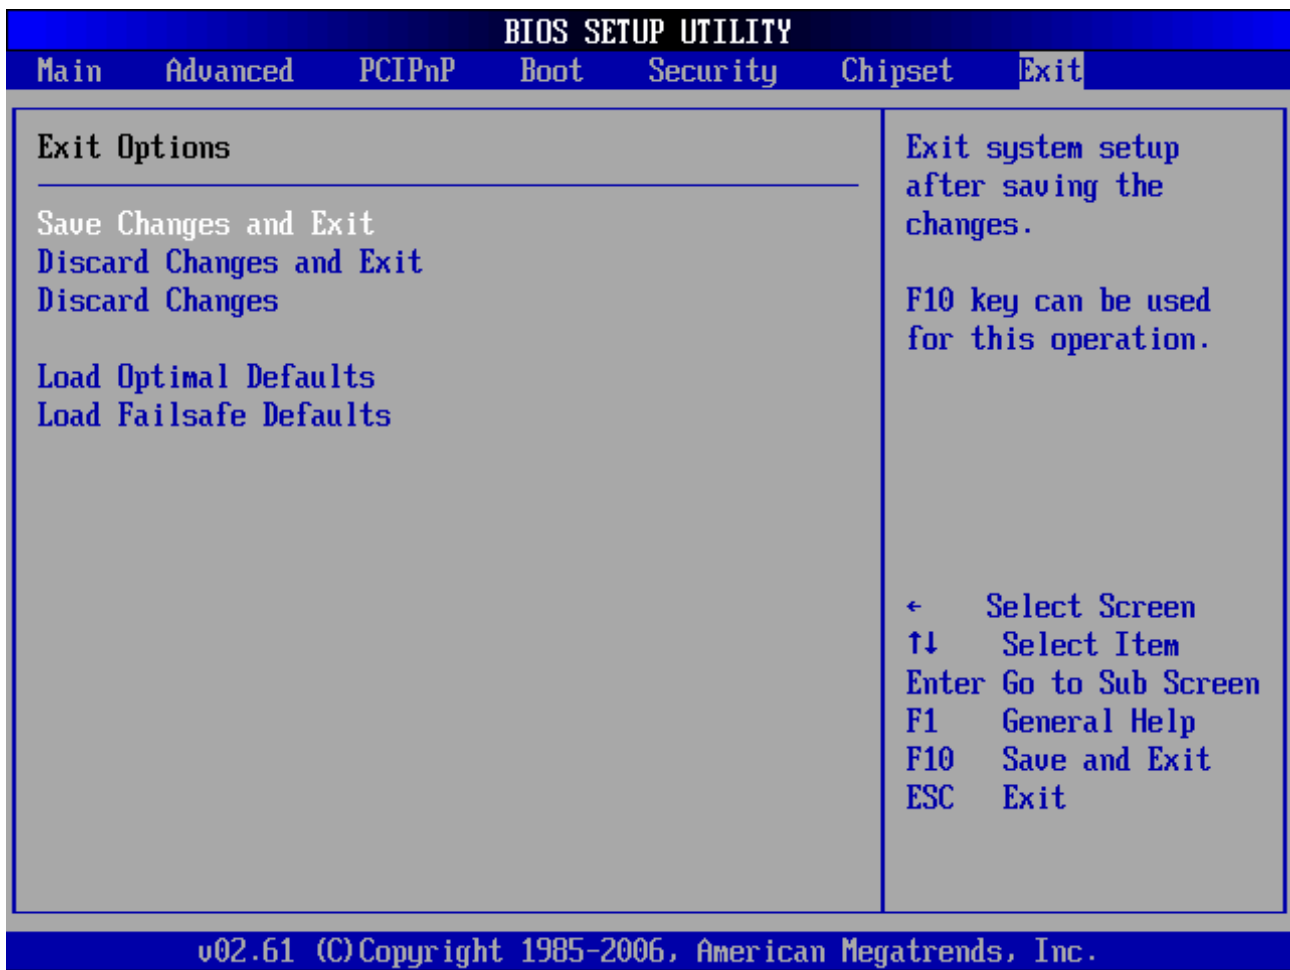 BIOS SETUP UTILITY
Main Advanced PCIPnP Boot Security Chipset Exit
Exit Options
Save Changes and Exit
Discard Changes and Exit
Discard Changes
Load Optimal Defaults
Load Failsafe Defaults
Exit system setup
after saving the
changes.
F10 key can be used
for this operation.
← Select Screen
↑↓ Select Item
Enter Go to Sub Screen
F1 General Help
F10 Save and Exit
ESC Exit
v02.61 (C)Copyright 1985-2006, American Megatrends, Inc.